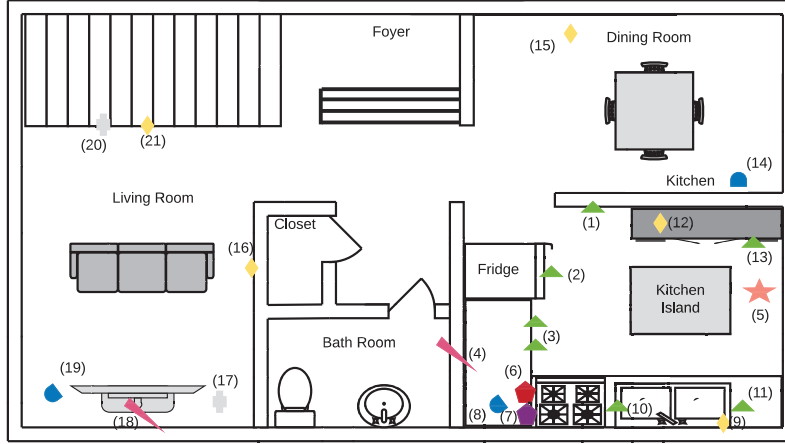 Foyer
(15)
Dining Room
(20)
(21)
(14)
Kitchen
Living Room
Closet
(1)
(12)
(16)
(13)
Fridge
(2)
Kitchen
Island
(5)
(3)
Bath Room
(4)
(19)
(17)
(6)
(18)
(8)
(7)
(10)
(9)
(11)